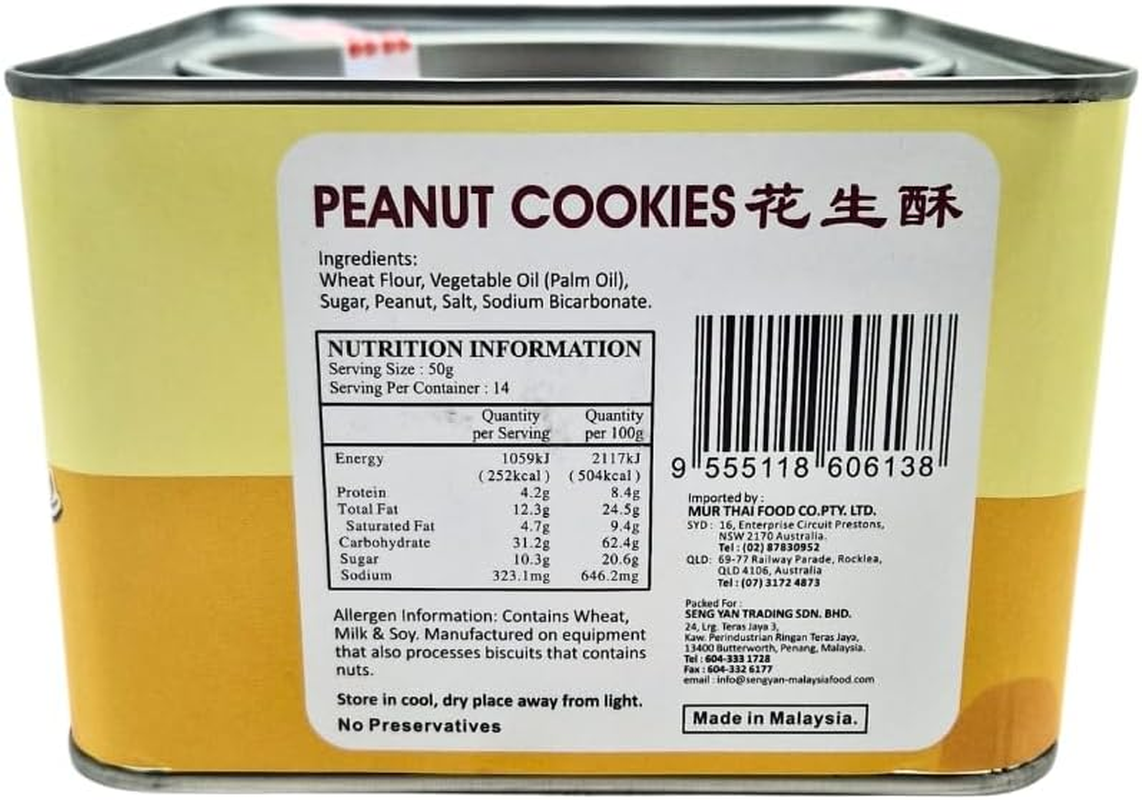 PEANUT COOKIES 花生酥
Ingredients:
Wheat Flour, Vegetable Oil (Palm Oil),
Sugar, Peanut, Salt, Sodium Bicarbonate.
NUTRITION INFORMATION
Serving Size : 50g
Serving Per Container : 14
Quantity per Serving Quantity per 100g
Energy 1059kJ 2117kJ
(252kcal) (504kcal)
Protein 4.2g 8.4g
Total Fat 12.3g 24.5g
Saturated Fat 4.7g 9.4g
Carbohydrate 31.2g 62.4g
Sugar 10.3g 20.6g
Sodium 323.1mg 646.2mg
Allergen Information: Contains Wheat,
Milk & Soy. Manufactured on equipment
that also processes biscuits that contains
nuts.
Store in cool, dry place away from light.
No Preservatives
9 555118 606138
Imported by :
MUR THAI FOOD CO.PTY. LTD.
SYD : 16, Enterprise Circuit Prestons,
NSW 2170 Australia.
Tel : (02) 87830952
QLD: 69-77 Railway Parade, Rocklea,
QLD 4106, Australia
Tel : (07) 3172 4873
Packed For :
SENG YAN TRADING SDN. BHD.
24, Lrg. Teras Jaya 3,
Kaw. Perindustrian Ringan Teras Jaya,
13400 Butterworth, Penang, Malaysia.
Tel : 604-333 1728
Fax : 604-332 6177
email : info@sengyan-malaysiafood.com
Made in Malaysia.